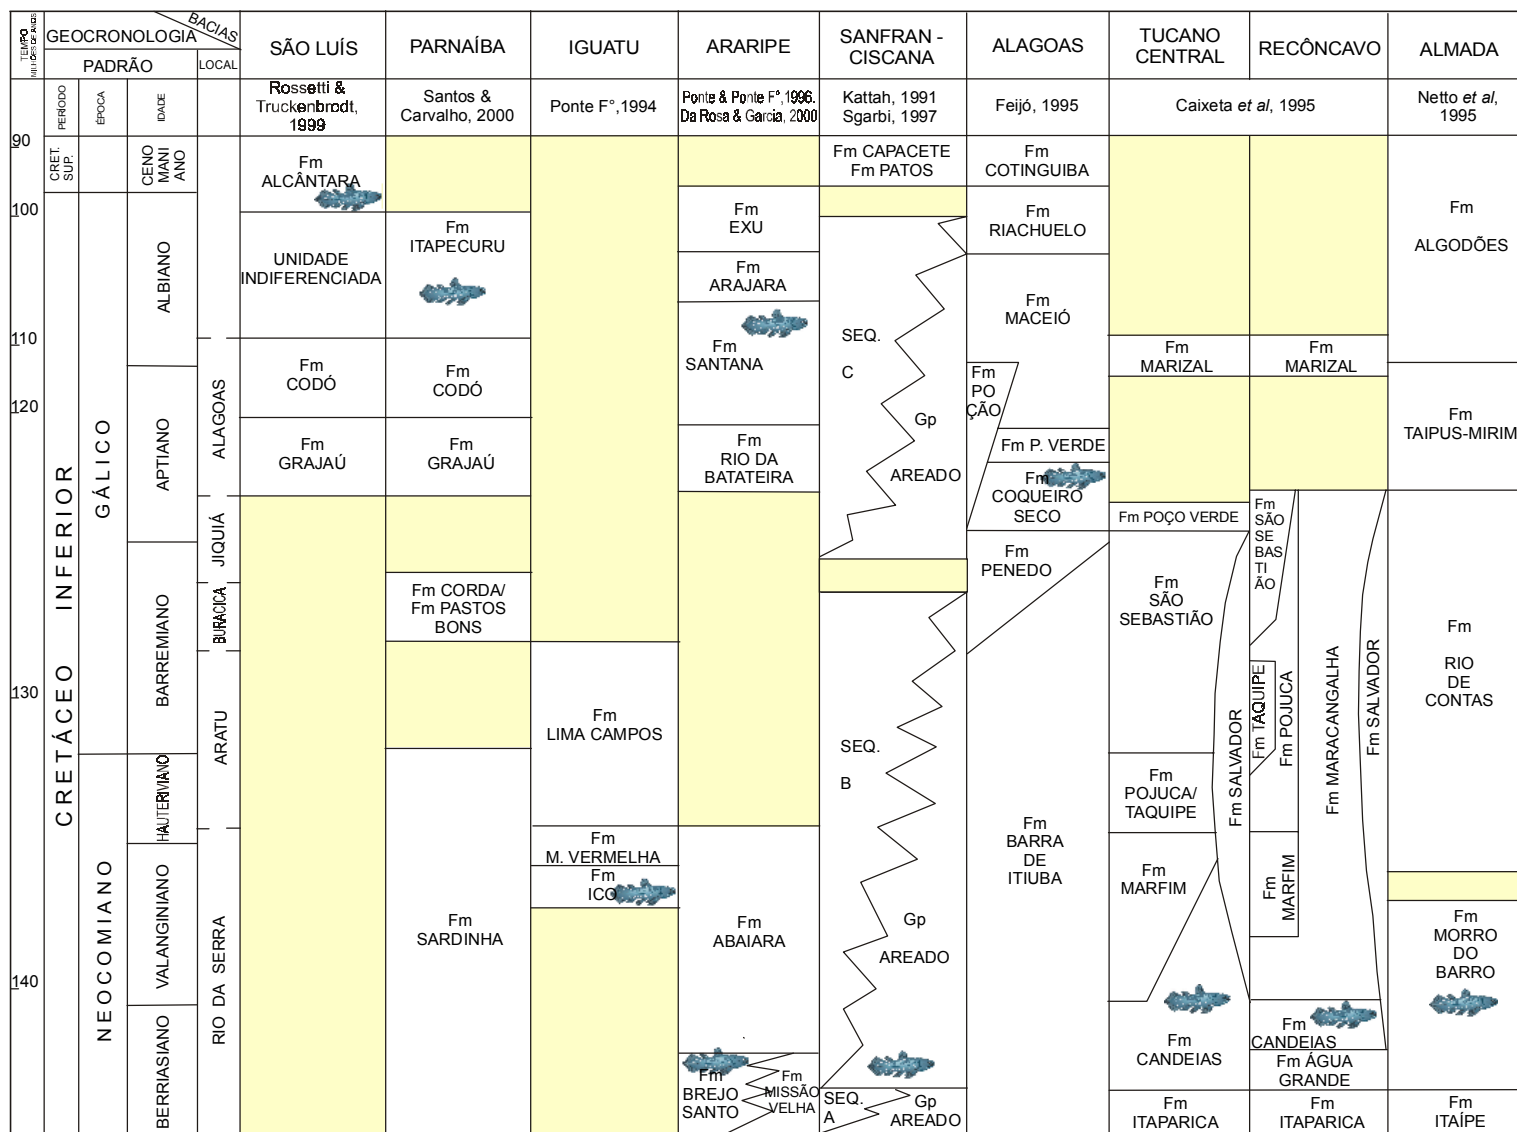 TEMPO
MILHÕES DE ANOS
GEOCRONOLOGIA
BACIAS
PADRÃO
LOCAL
PERÍODO
ÉPOCA
IDADE
SÃO LUÍS
PARNAÍBA
IGUATU
ARARIPE
SANFRAN -
CISCANA
ALAGOAS
TUCANO
CENTRAL
RECÔNCAVO
ALMADA
Rossetti &
Truckenbrodt,
1999
Santos &
Carvalho, 2000
Ponte F°,1994
Ponte & Ponte F°,1996.
Da Rosa & Garcia, 2000
Kattah, 1991
Sgarbi, 1997
Feijó, 1995
Caixeta et al, 1995
Netto et al,
1995
90
100
110
120
130
140
CRET.
SUP.
CRETÁCEO INFERIOR
GÁLICO
NEOCOMIANO
CENO
MANI
ANO
ALBIANO
APTIANO
BARREMIANO
HAUTERIVIANO
VALANGINIANO
BERRIASIANO
ALAGOAS
JIQUIÁ
BURACICA
ARATU
RIO DA SERRA
Fm
ALCÂNTARA
UNIDADE
INDIFERENCIADA
Fm
CODÓ
Fm
GRAJAÚ
Fm
ITAPECURU
Fm
CODÓ
Fm
GRAJAÚ
Fm CORDA/
Fm PASTOS
BONS
Fm
SARDINHA
Fm
LIMA CAMPOS
Fm
M. VERMELHA
Fm
ICO
Fm
EXU
Fm
ARAJARA
Fm
SANTANA
Fm
RIO DA
BATATEIRA
Fm
ABAIARA
Fm
BREJO
SANTO
Fm
MISSÃO
VELHA
Fm CAPACETE
Fm PATOS
SEQ.
C
Gp
AREADO
SEQ.
B
Gp
AREADO
SEQ.
A
Gp
AREADO
Fm
COTINGUIBA
Fm
RIACHUELO
Fm
MACEIÓ
Fm
PO
ÇÃO
Fm P. VERDE
Fm
COQUEIRO
SECO
Fm
PENEDO
Fm
BARRA
DE
ITIUBA
Fm
MARIZAL
Fm POÇO VERDE
Fm
SÃO
SEBASTIÃO
Fm
POJUCA/
TAQUIPE
Fm SALVADOR
Fm
MARFIM
Fm
CANDEIAS
Fm
ITAPARICA
Fm
MARIZAL
Fm
SÃO
SE
BAS
TI
ÃO
Fm TAQUIPE
Fm POJUCA
Fm MARACANGALHA
Fm SALVADOR
Fm
MARFIM
Fm
CANDEIAS
Fm ÁGUA
GRANDE
Fm
ITAPARICA
Fm
ALGODÕES
Fm
TAIPUS-MIRIM
Fm
RIO
DE
CONTAS
Fm
MORRO
DO
BARRO
Fm
ITAÍPE